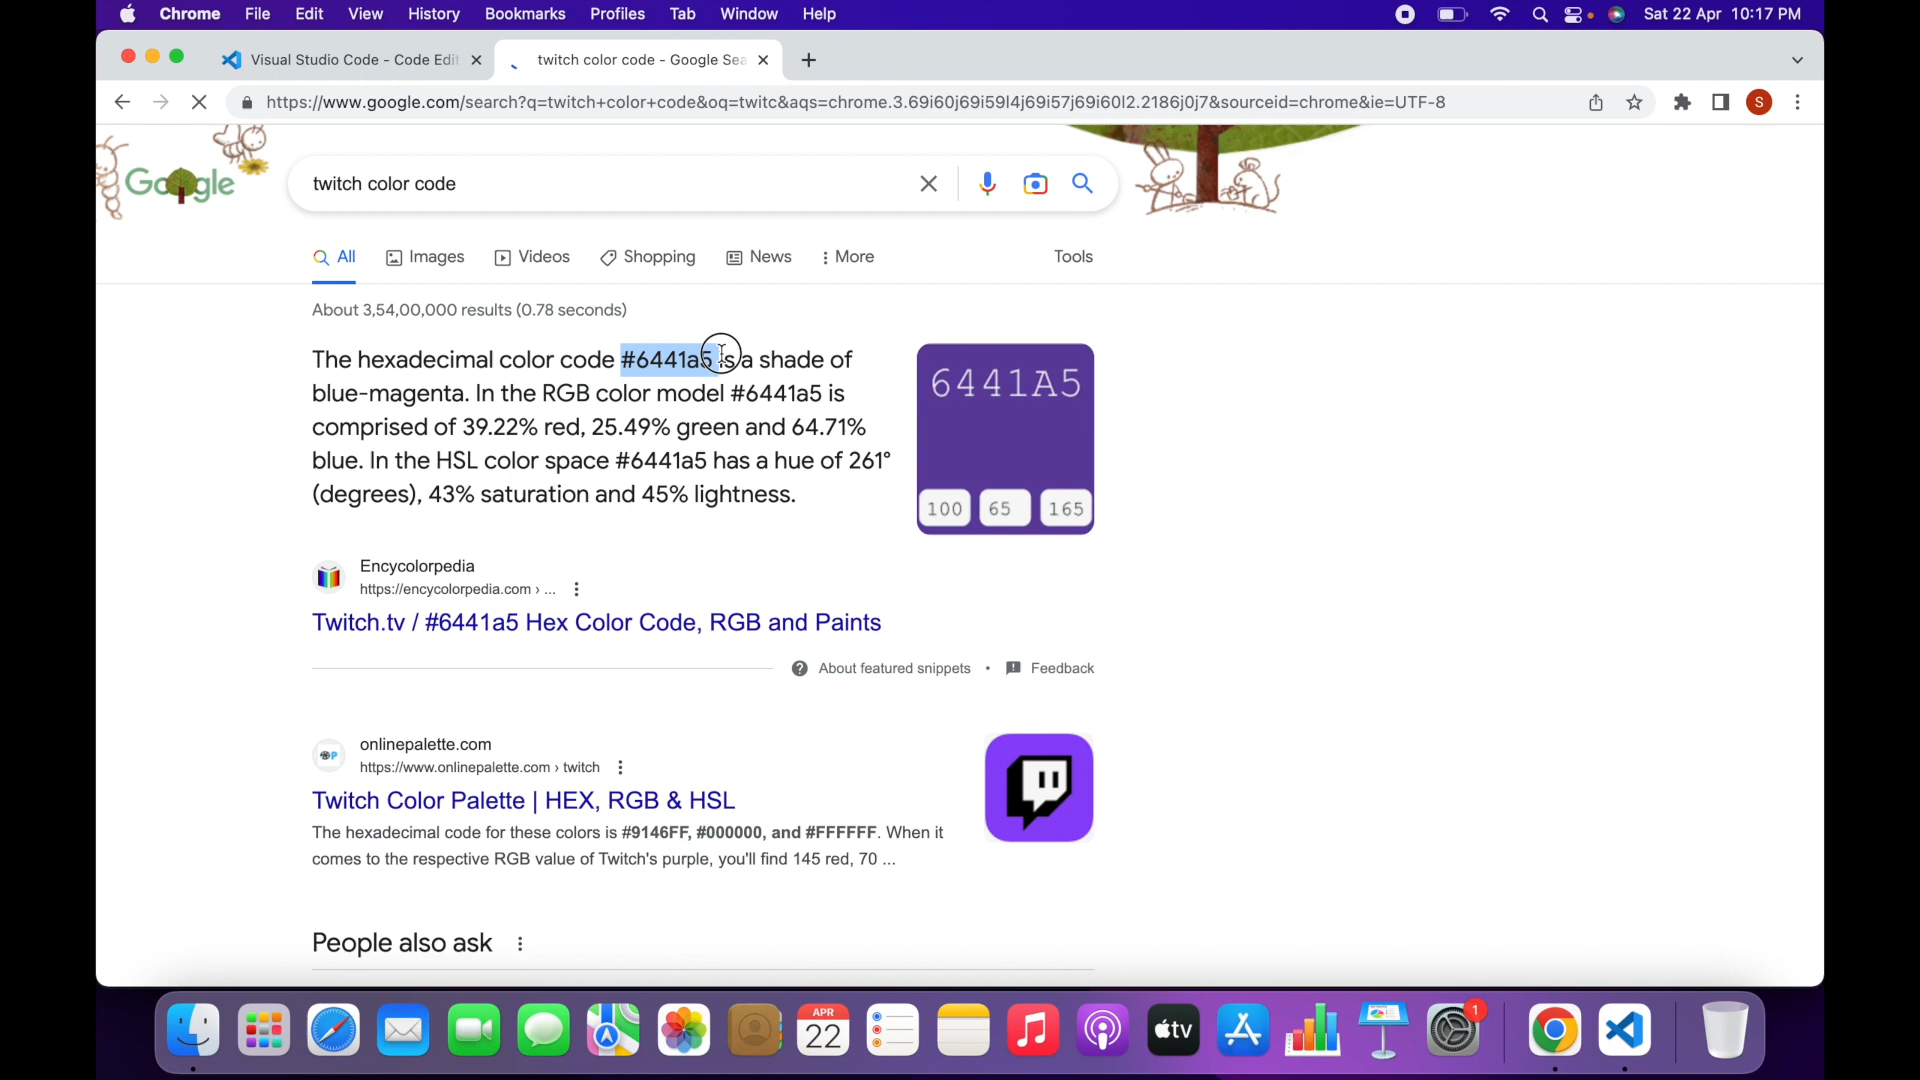 Chrome File Edit View History Bookmarks Profiles Tab Window Help Sat 22 Apr 10:17 PM
Visual Studio Code - Code Edit twitch color code - Google Sea
https://www.google.com/search?q=twitch+color+code&oq=twitc&aqs=chrome.3.69i60j69i59l4j69i57j69i60l2.2186j0j7&sourceid=chrome&ie=UTF-8 S
Google
twitch color code
All Images Videos Shopping News More Tools
About 3,54,00,000 results (0.78 seconds)
The hexadecimal color code #6441a5 is a shade of
blue-magenta. In the RGB color model #6441a5 is
comprised of 39.22% red, 25.49% green and 64.71%
blue. In the HSL color space #6441a5 has a hue of 261°
(degrees), 43% saturation and 45% lightness.
6441A5
100 65 165
Encycolorpedia
https://encycolorpedia.com › ...
Twitch.tv / #6441a5 Hex Color Code, RGB and Paints
About featured snippets • Feedback
onlinepalette.com
https://www.onlinepalette.com › twitch
Twitch Color Palette | HEX, RGB & HSL
The hexadecimal code for these colors is #9146FF, #000000, and #FFFFFF. When it
comes to the respective RGB value of Twitch's purple, you'll find 145 red, 70 ...
People also ask
APR
22
tv
1